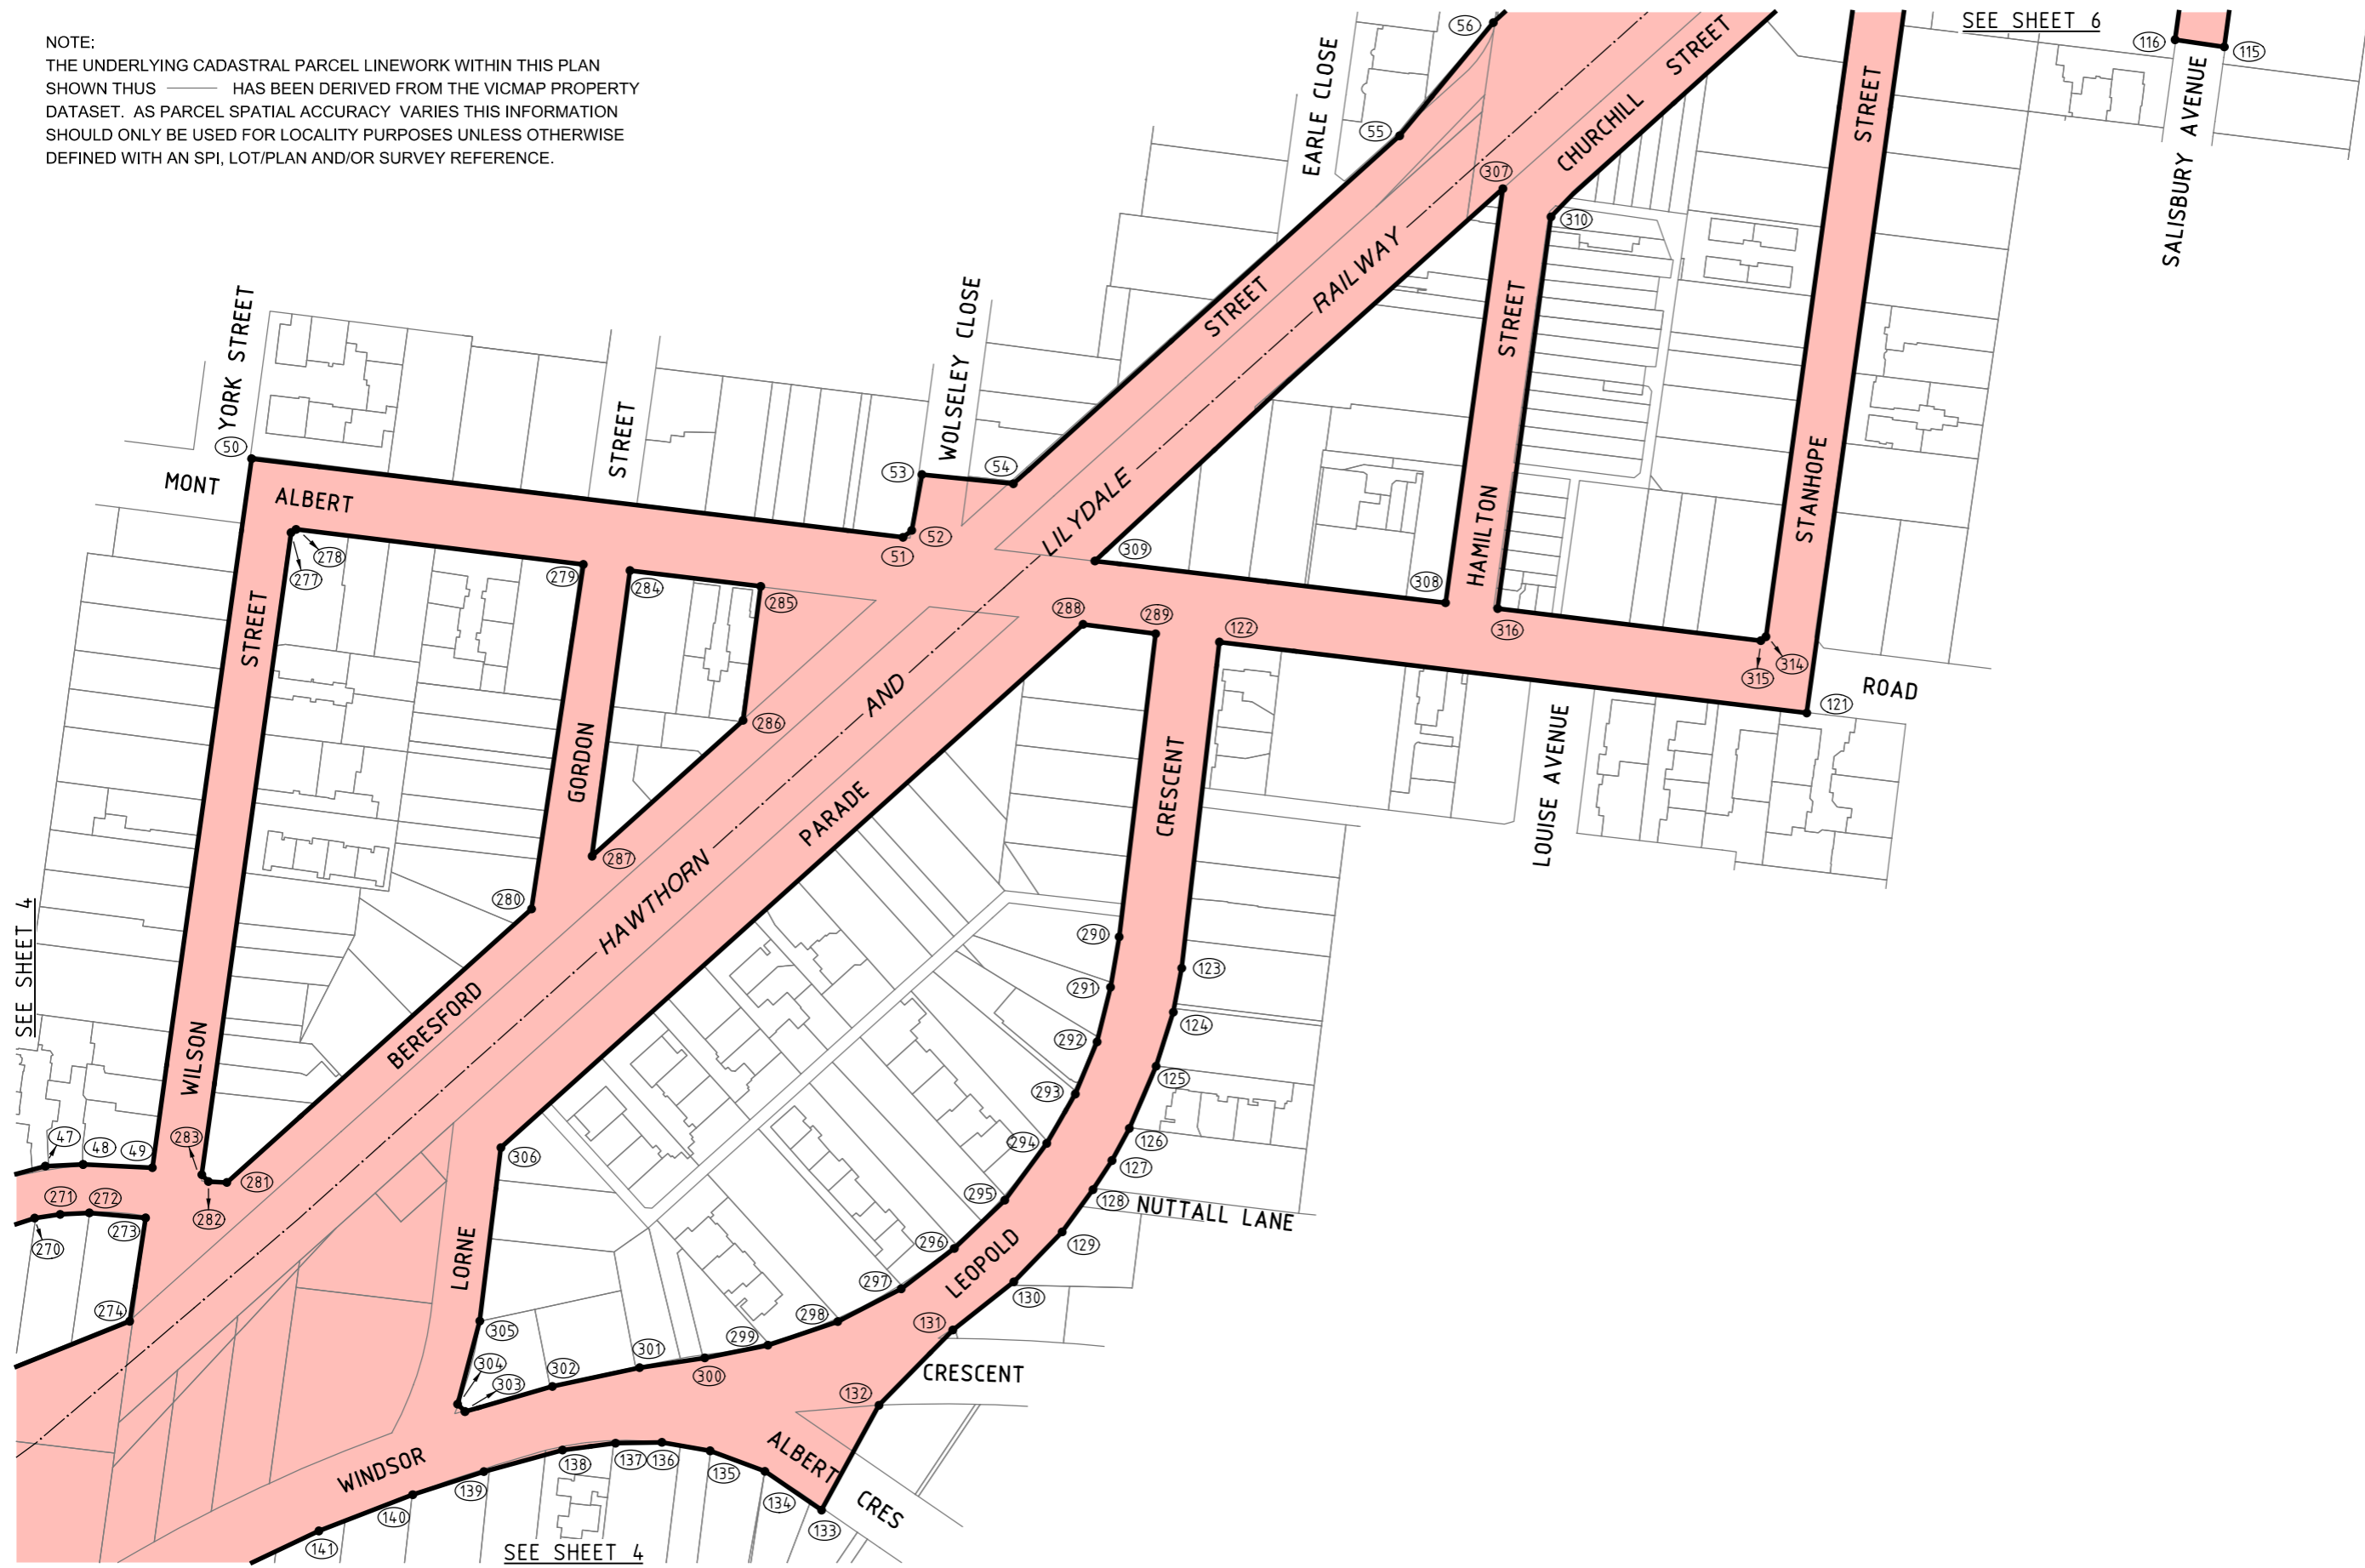 NOTE;
THE UNDERLYING CADASTRAL PARCEL LINEWORK WITHIN THIS PLAN
SHOWN THUS HAS BEEN DERIVED FROM THE VICMAP PROPERTY
DATASET. AS PARCEL SPATIAL ACCURACY VARIES THIS INFORMATION
SHOULD ONLY BE USED FOR LOCALITY PURPOSES UNLESS OTHERWISE
DEFINED WITH AN SPI, LOT/PLAN AND/OR SURVEY REFERENCE.
SEE SHEET 6
56
116
115
EARLE CLOSE
STREET
CHURCHILL
STREET
SALISBURY AVENUE
55
307
310
YORK STREET
STREET
WOLSELEY CLOSE
STREET
RAILWAY
STREET
50
MONT
ALBERT
53
54
52
51
LILYDALE
309
HAMILTON
STANHOPE
278
277
279
284
285
308
316
288
289
122
315
314
ROAD
121
STREET
286
GORDON
287
AND
PARADE
CRESCENT
LOUISE AVENUE
280
HAWTHORN
SEE SHEET 4
290
123
291
124
292
WILSON
BERESFORD
293
125
47
48
49
283
281
282
306
294
126
127
128
NUTTALL LANE
271
272
273
270
295
296
129
LORNE
LEOPOLD
297
130
274
298
131
305
299
301
300
304
302
303
CRESCENT
132
WINDSOR
ALBERT
138
137
136
135
139
134
140
CRES
133
141
SEE SHEET 4